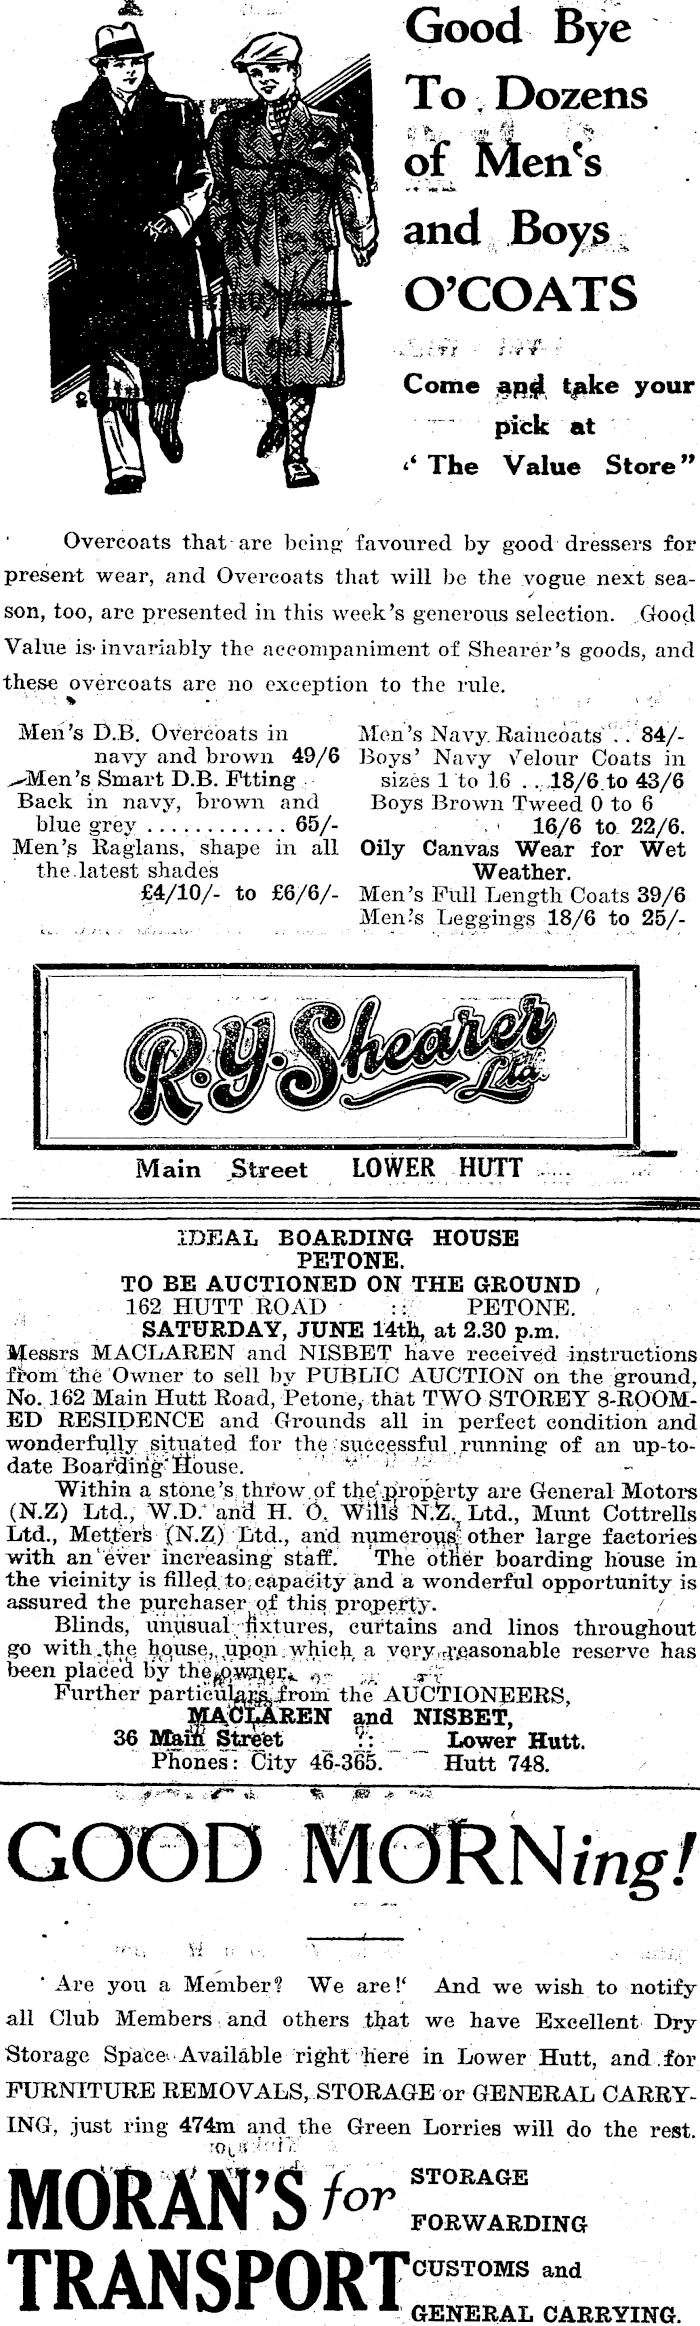 Good Bye
To Dozens
of Men's
and Boys
O'COATS
Come and take your
pick at
"The Value Store"
Overcoats that are being favoured by good dressers for
present wear, and Overcoats that will be the vogue next sea-
son, too, are presented in this week's generous selection. Good
Value is invariably the accompaniment of Shearer's goods, and
these overcoats are no exception to the rule.
Men's D.B. Overcoats in
navy and brown 49/6
Men's Smart D.B. Ftting
Back in navy, brown and
blue grey ............ 65/-
Men's Raglans, shape in all
the latest shades
£4/10/- to £6/6/-
Men's Navy Raincoats .. 84/-
Boys' Navy Velour Coats in
sizes 1 to 16 ... 18/6 to 43/6
Boys Brown Tweed 0 to 6
16/6 to 22/6.
Oily Canvas Wear for Wet
Weather.
Men's Full Length Coats 39/6
Men's Leggings 18/6 to 25/-
R.Y. Shearer
Ltd.
Main Street LOWER HUTT
IDEAL BOARDING HOUSE
PETONE.
TO BE AUCTIONED ON THE GROUND
162 HUTT ROAD :: PETONE.
SATURDAY, JUNE 14th, at 2.30 p.m.
Messrs MACLAREN and NISBET have received instructions
from the Owner to sell by PUBLIC AUCTION on the ground,
No. 162 Main Hutt Road, Petone, that TWO STOREY 8-ROOM-
ED RESIDENCE and Grounds all in perfect condition and
wonderfully situated for the successful running of an up-to-
date Boarding House.
Within a stone's throw of the property are General Motors
(N.Z) Ltd., W.D. and H. O. Wills N.Z. Ltd., Munt Cottrells
Ltd., Metters (N.Z) Ltd., and numerous other large factories
with an ever increasing staff. The other boarding house in
the vicinity is filled to capacity and a wonderful opportunity is
assured the purchaser of this property.
Blinds, unusual fixtures, curtains and linos throughout
go with the house, upon which a very reasonable reserve has
been placed by the owner.
Further particulars from the AUCTIONEERS,
MACLAREN and NISBET,
36 Main Street :: Lower Hutt.
Phones: City 46-365. Hutt 748.
GOOD MORNing!
Are you a Member? We are!' And we wish to notify
all Club Members and others that we have Excellent Dry
Storage Space Available right here in Lower Hutt, and for
FURNITURE REMOVALS, STORAGE or GENERAL CARRY-
ING, just ring 474m and the Green Lorries will do the rest.
MORAN'S for
TRANSPORT
STORAGE
FORWARDING
CUSTOMS and
GENERAL CARRYING.